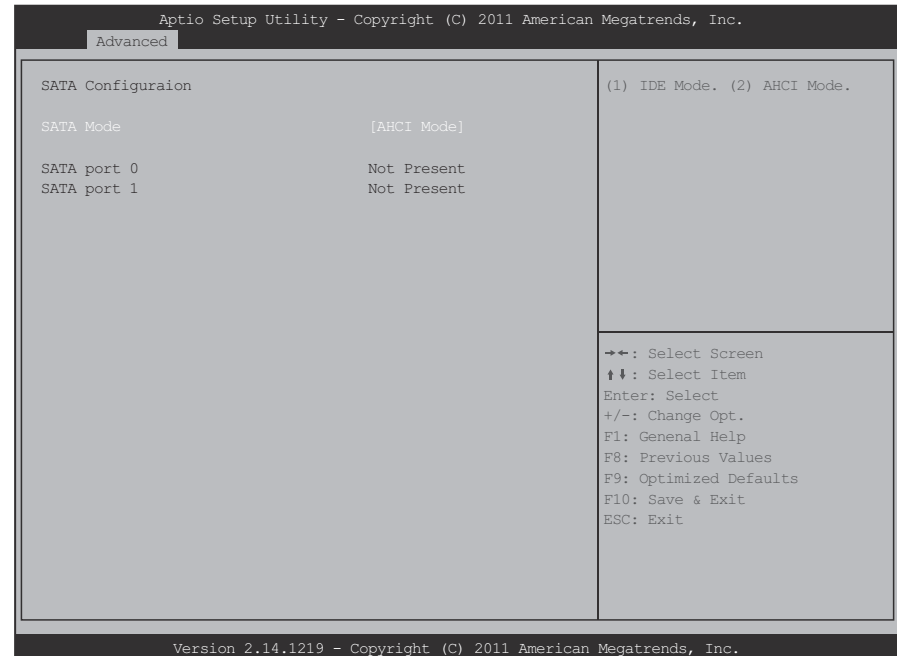 Aptio Setup Utility - Copyright (C) 2011 American Megatrends, Inc.
Advanced
SATA Configuraion
SATA Mode [AHCI Mode]
SATA port 0 Not Present
SATA port 1 Not Present
(1) IDE Mode. (2) AHCI Mode.
→←: Select Screen
↑↓: Select Item
Enter: Select
+/-: Change Opt.
F1: Genenal Help
F8: Previous Values
F9: Optimized Defaults
F10: Save & Exit
ESC: Exit
Version 2.14.1219 - Copyright (C) 2011 American Megatrends, Inc.